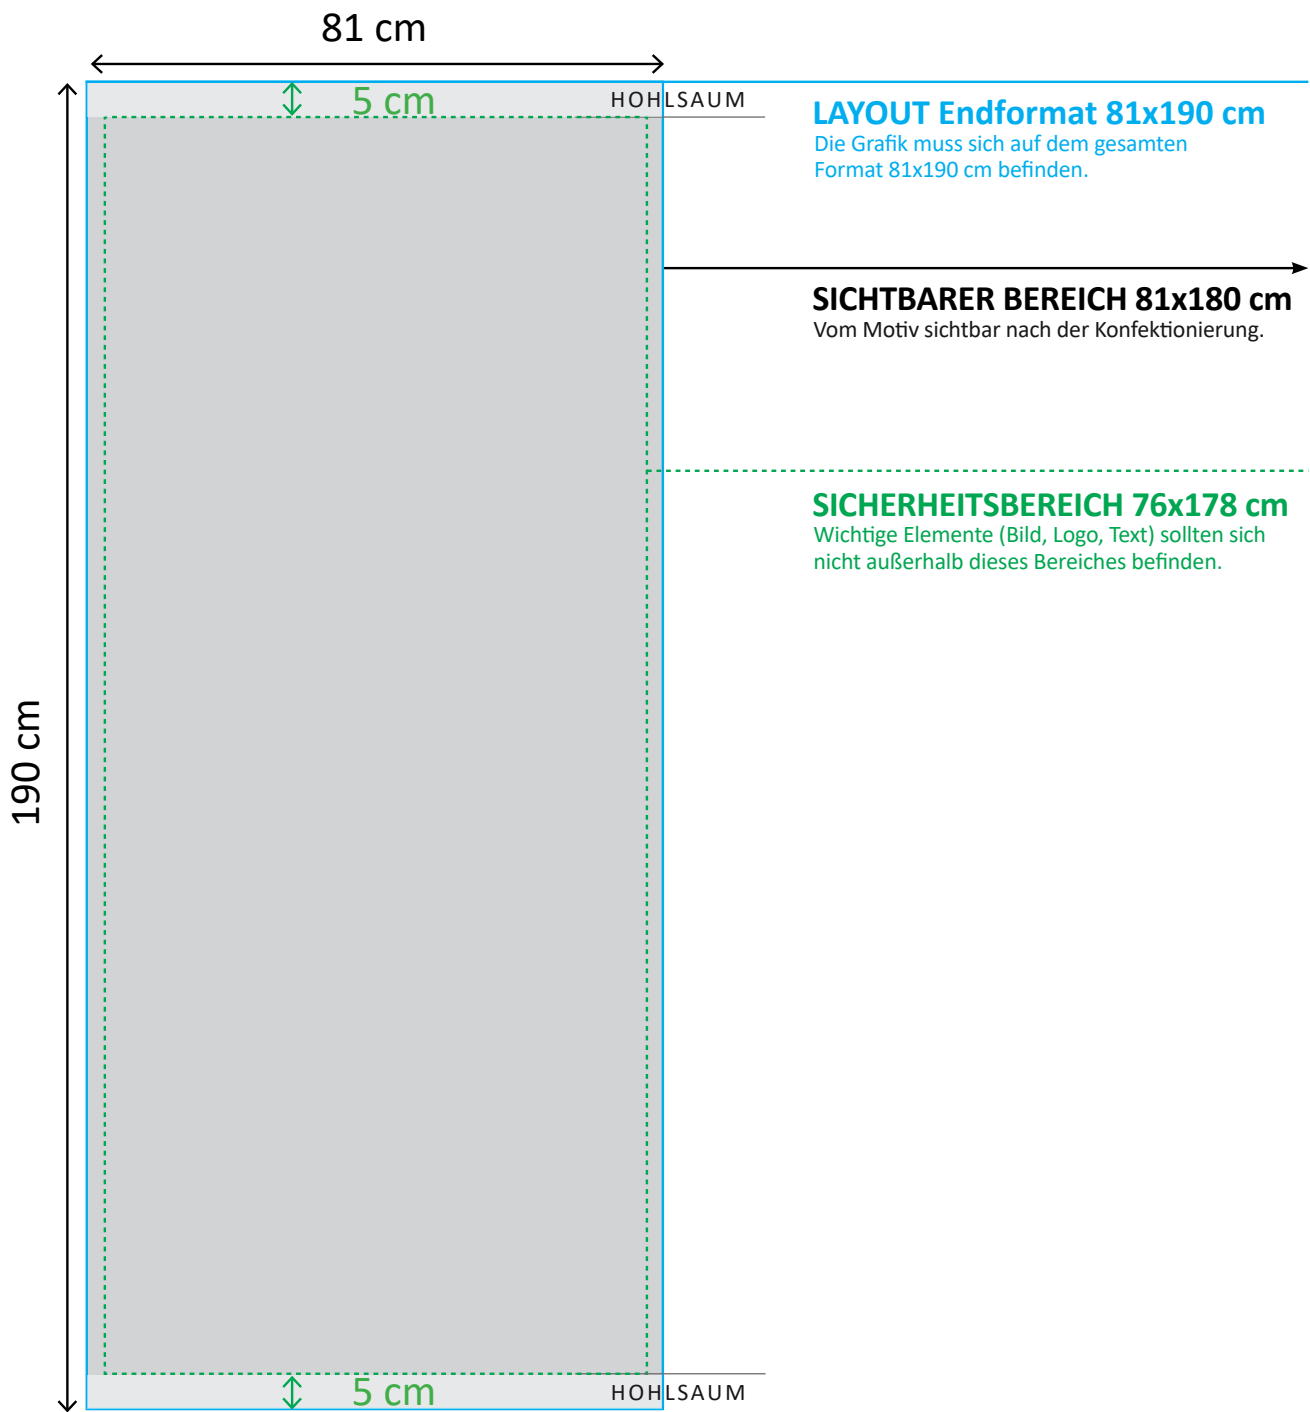 81 cm
5 cm
HOHLSAUM
LAYOUT Endformat 81x190 cm
Die Grafik muss sich auf dem gesamten
Format 81x190 cm befinden.
SICHTBARER BEREICH 81x180 cm
Vom Motiv sichtbar nach der Konfektionierung.
SICHERHEITSBEREICH 76x178 cm
Wichtige Elemente (Bild, Logo, Text) sollten sich
nicht außerhalb dieses Bereiches befinden.
190 cm
5 cm
HOHLSAUM